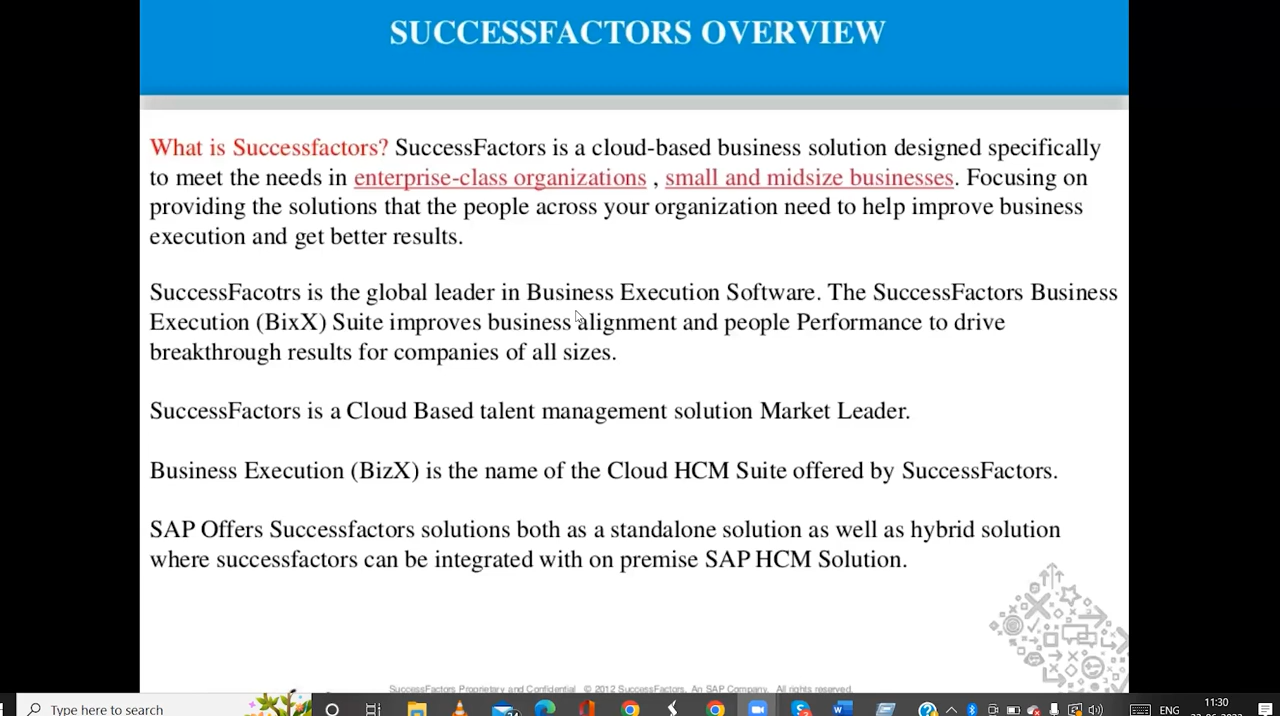 SUCCESSFACTORS OVERVIEW
What is Successfactors? SuccessFactors is a cloud-based business solution designed specifically
to meet the needs in enterprise-class organizations , small and midsize businesses. Focusing on
providing the solutions that the people across your organization need to help improve business
execution and get better results.
SuccessFacotrs is the global leader in Business Execution Software. The SuccessFactors Business
Execution (BixX) Suite improves business alignment and people Performance to drive
breakthrough results for companies of all sizes.
SuccessFactors is a Cloud Based talent management solution Market Leader.
Business Execution (BizX) is the name of the Cloud HCM Suite offered by SuccessFactors.
SAP Offers Successfactors solutions both as a standalone solution as well as hybrid solution
where successfactors can be integrated with on premise SAP HCM Solution.
SuccessFactors Proprietary and Confidential © 2012 SuccessFactors, An SAP Company. All rights reserved.
Type here to search
ENG
11:30